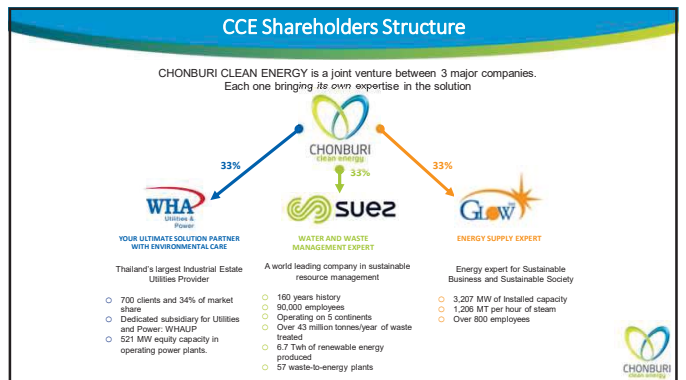 CCE Shareholders Structure
CHONBURI CLEAN ENERGY is a joint venture between 3 major companies.
Each one bringing its own expertise in the solution
CHONBURI
clean energy
33%
33%
33%
WHA
Utilities &
Power
suez
GLOW
YOUR ULTIMATE SOLUTION PARTNER
WITH ENVIRONMENTAL CARE
Thailand's largest Industrial Estate
Utilities Provider
700 clients and 34% of market
share
Dedicated subsidiary for Utilities
and Power: WHAUP
521 MW equity capacity in
operating power plants.
WATER AND WASTE
MANAGEMENT EXPERT
A world leading company in sustainable
resource management
160 years history
90,000 employees
Operating on 5 continents
Over 43 million tonnes/year of waste
treated
6.7 Twh of renewable energy
produced
57 waste-to-energy plants
ENERGY SUPPLY EXPERT
Energy expert for Sustainable
Business and Sustainable Society
3,207 MW of Installed capacity
1,206 MT per hour of steam
Over 800 employees
CHONBURI
clean energy